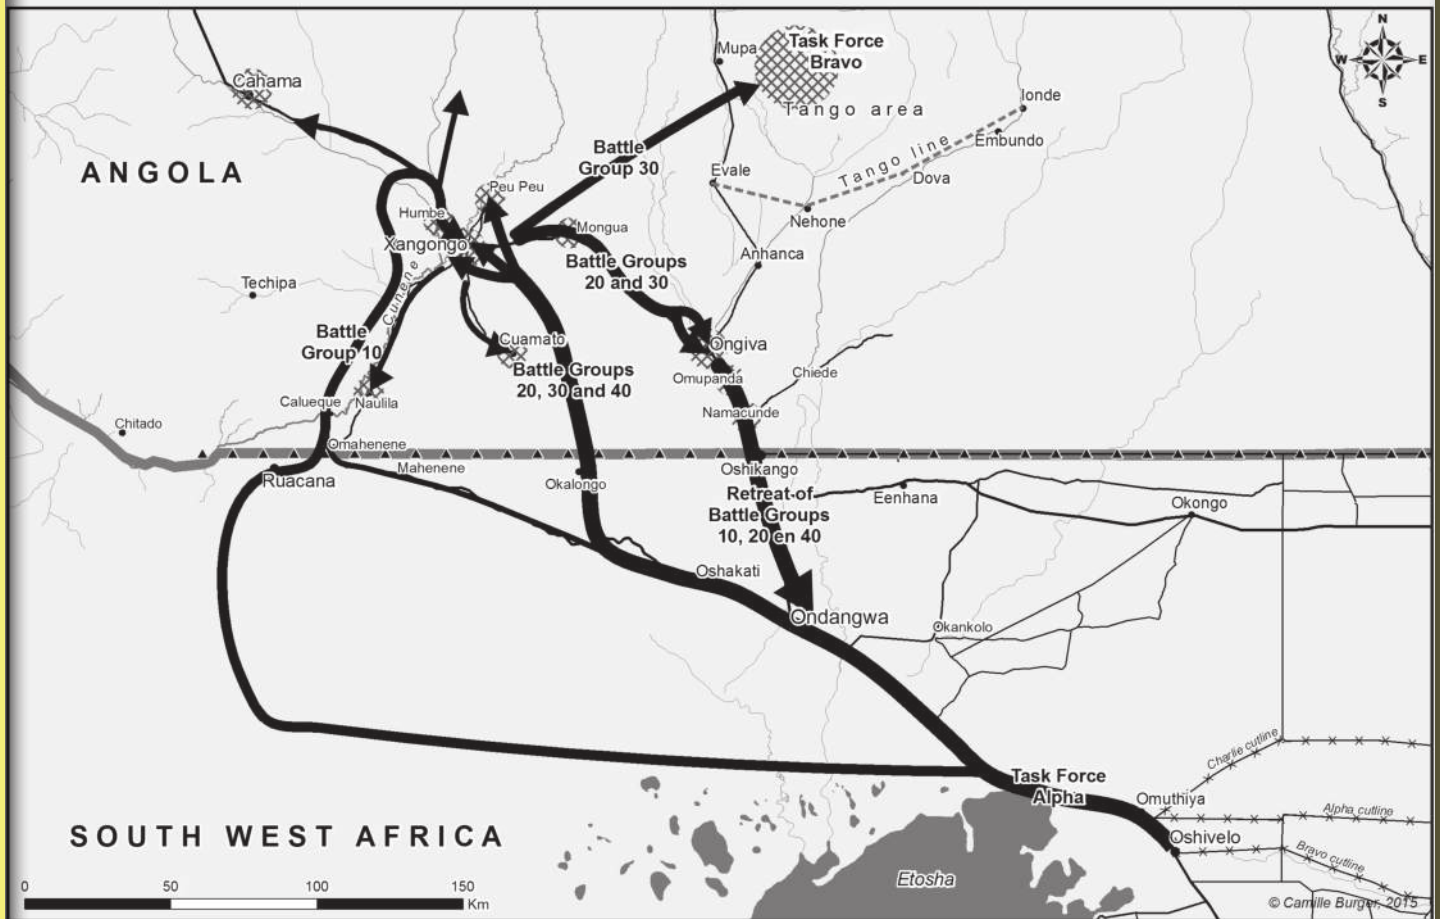 N
W
E
S
Mupa
Task Force
Bravo
Tango area
Cahama
Ionde
Embundo
Tango line
Dova
Battle
Group 30
Evale
Nehone
ANGOLA
Peu Peu
Humbe
Xangongo
Mongua
Anhanca
Battle Groups
20 and 30
Techipa
Cunene
Battle
Group 10
Cuamato
Ongiva
Battle Groups
20, 30 and 40
Omupanda
Chiede
Calueque
Naulila
Namacunde
Chitado
Omahenene
Mahenene
Ruacana
Okalongo
Oshikango
Retreat of
Battle Groups
10, 20 en 40
Eenhana
Okongo
Oshakati
Ondangwa
Okankolo
Charlie cutline
Task Force
Alpha
Omuthiya
Alpha cutline
Oshivelo
Bravo cutline
SOUTH WEST AFRICA
Etosha
0
50
100
150
Km
© Camille Burger, 2015